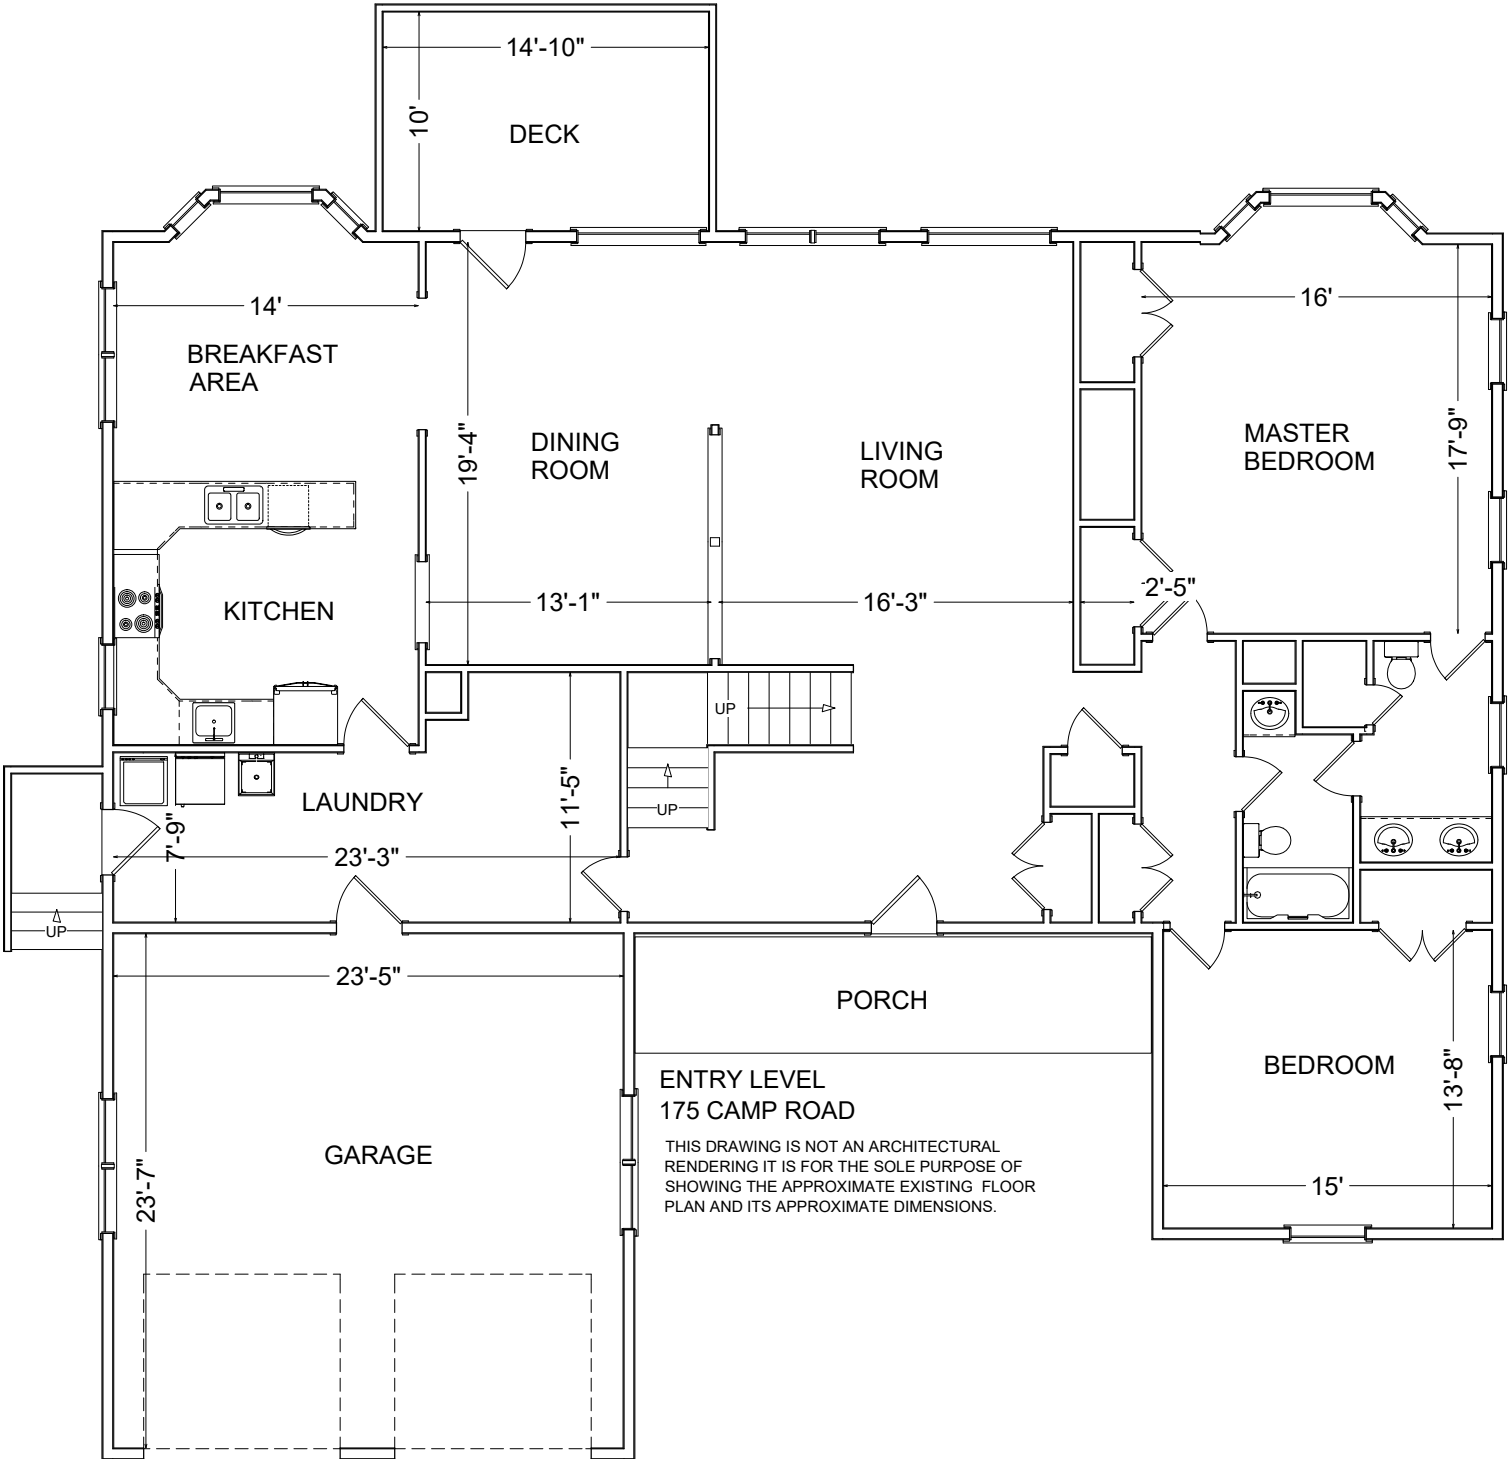 14'-10"
10'
DECK
14'
16'
BREAKFAST
AREA
19'-4"
DINING
ROOM
LIVING
ROOM
MASTER
BEDROOM
17'-9"
KITCHEN
13'-1"
16'-3"
2'-5"
UP
UP
LAUNDRY
7'-9"
11'-5"
23'-3"
UP
23'-5"
PORCH
ENTRY LEVEL
175 CAMP ROAD
THIS DRAWING IS NOT AN ARCHITECTURAL
RENDERING IT IS FOR THE SOLE PURPOSE OF
SHOWING THE APPROXIMATE EXISTING FLOOR
PLAN AND ITS APPROXIMATE DIMENSIONS.
BEDROOM
13'-8"
15'
GARAGE
23'-7"